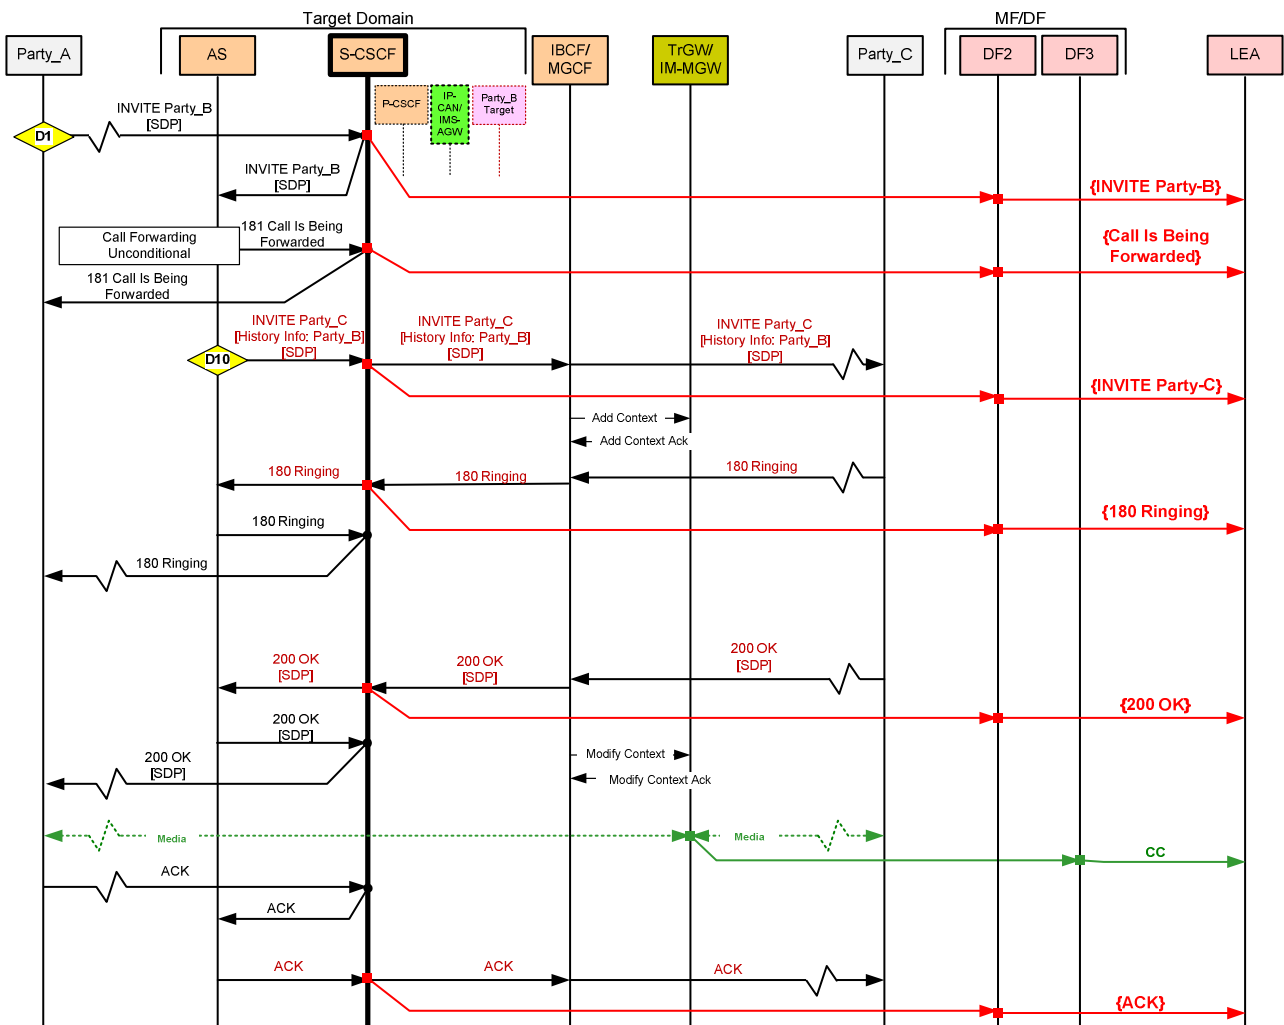 Target Domain
MF/DF
Party_A
AS
S-CSCF
IBCF/
MGCF
TrGW/
IM-MGW
Party_C
DF2
DF3
LEA
P-CSCF
IP-
CAN/
IMS-
AGW
Party_B
Target
INVITE Party_B
[SDP]
D1
INVITE Party_B
[SDP]
{INVITE Party-B}
Call Forwarding
Unconditional
181 Call Is Being
Forwarded
{Call Is Being
Forwarded}
181 Call Is Being
Forwarded
INVITE Party_C
[History Info: Party_B]
[SDP]
INVITE Party_C
[History Info: Party_B]
[SDP]
INVITE Party_C
[History Info: Party_B]
[SDP]
D10
{INVITE Party-C}
Add Context
Add Context Ack
180 Ringing
180 Ringing
180 Ringing
{180 Ringing}
180 Ringing
180 Ringing
200 OK
[SDP]
200 OK
[SDP]
200 OK
[SDP]
{200 OK}
200 OK
[SDP]
200 OK
[SDP]
Modify Context
Modify Context Ack
Media
Media
CC
ACK
ACK
ACK
ACK
ACK
{ACK}